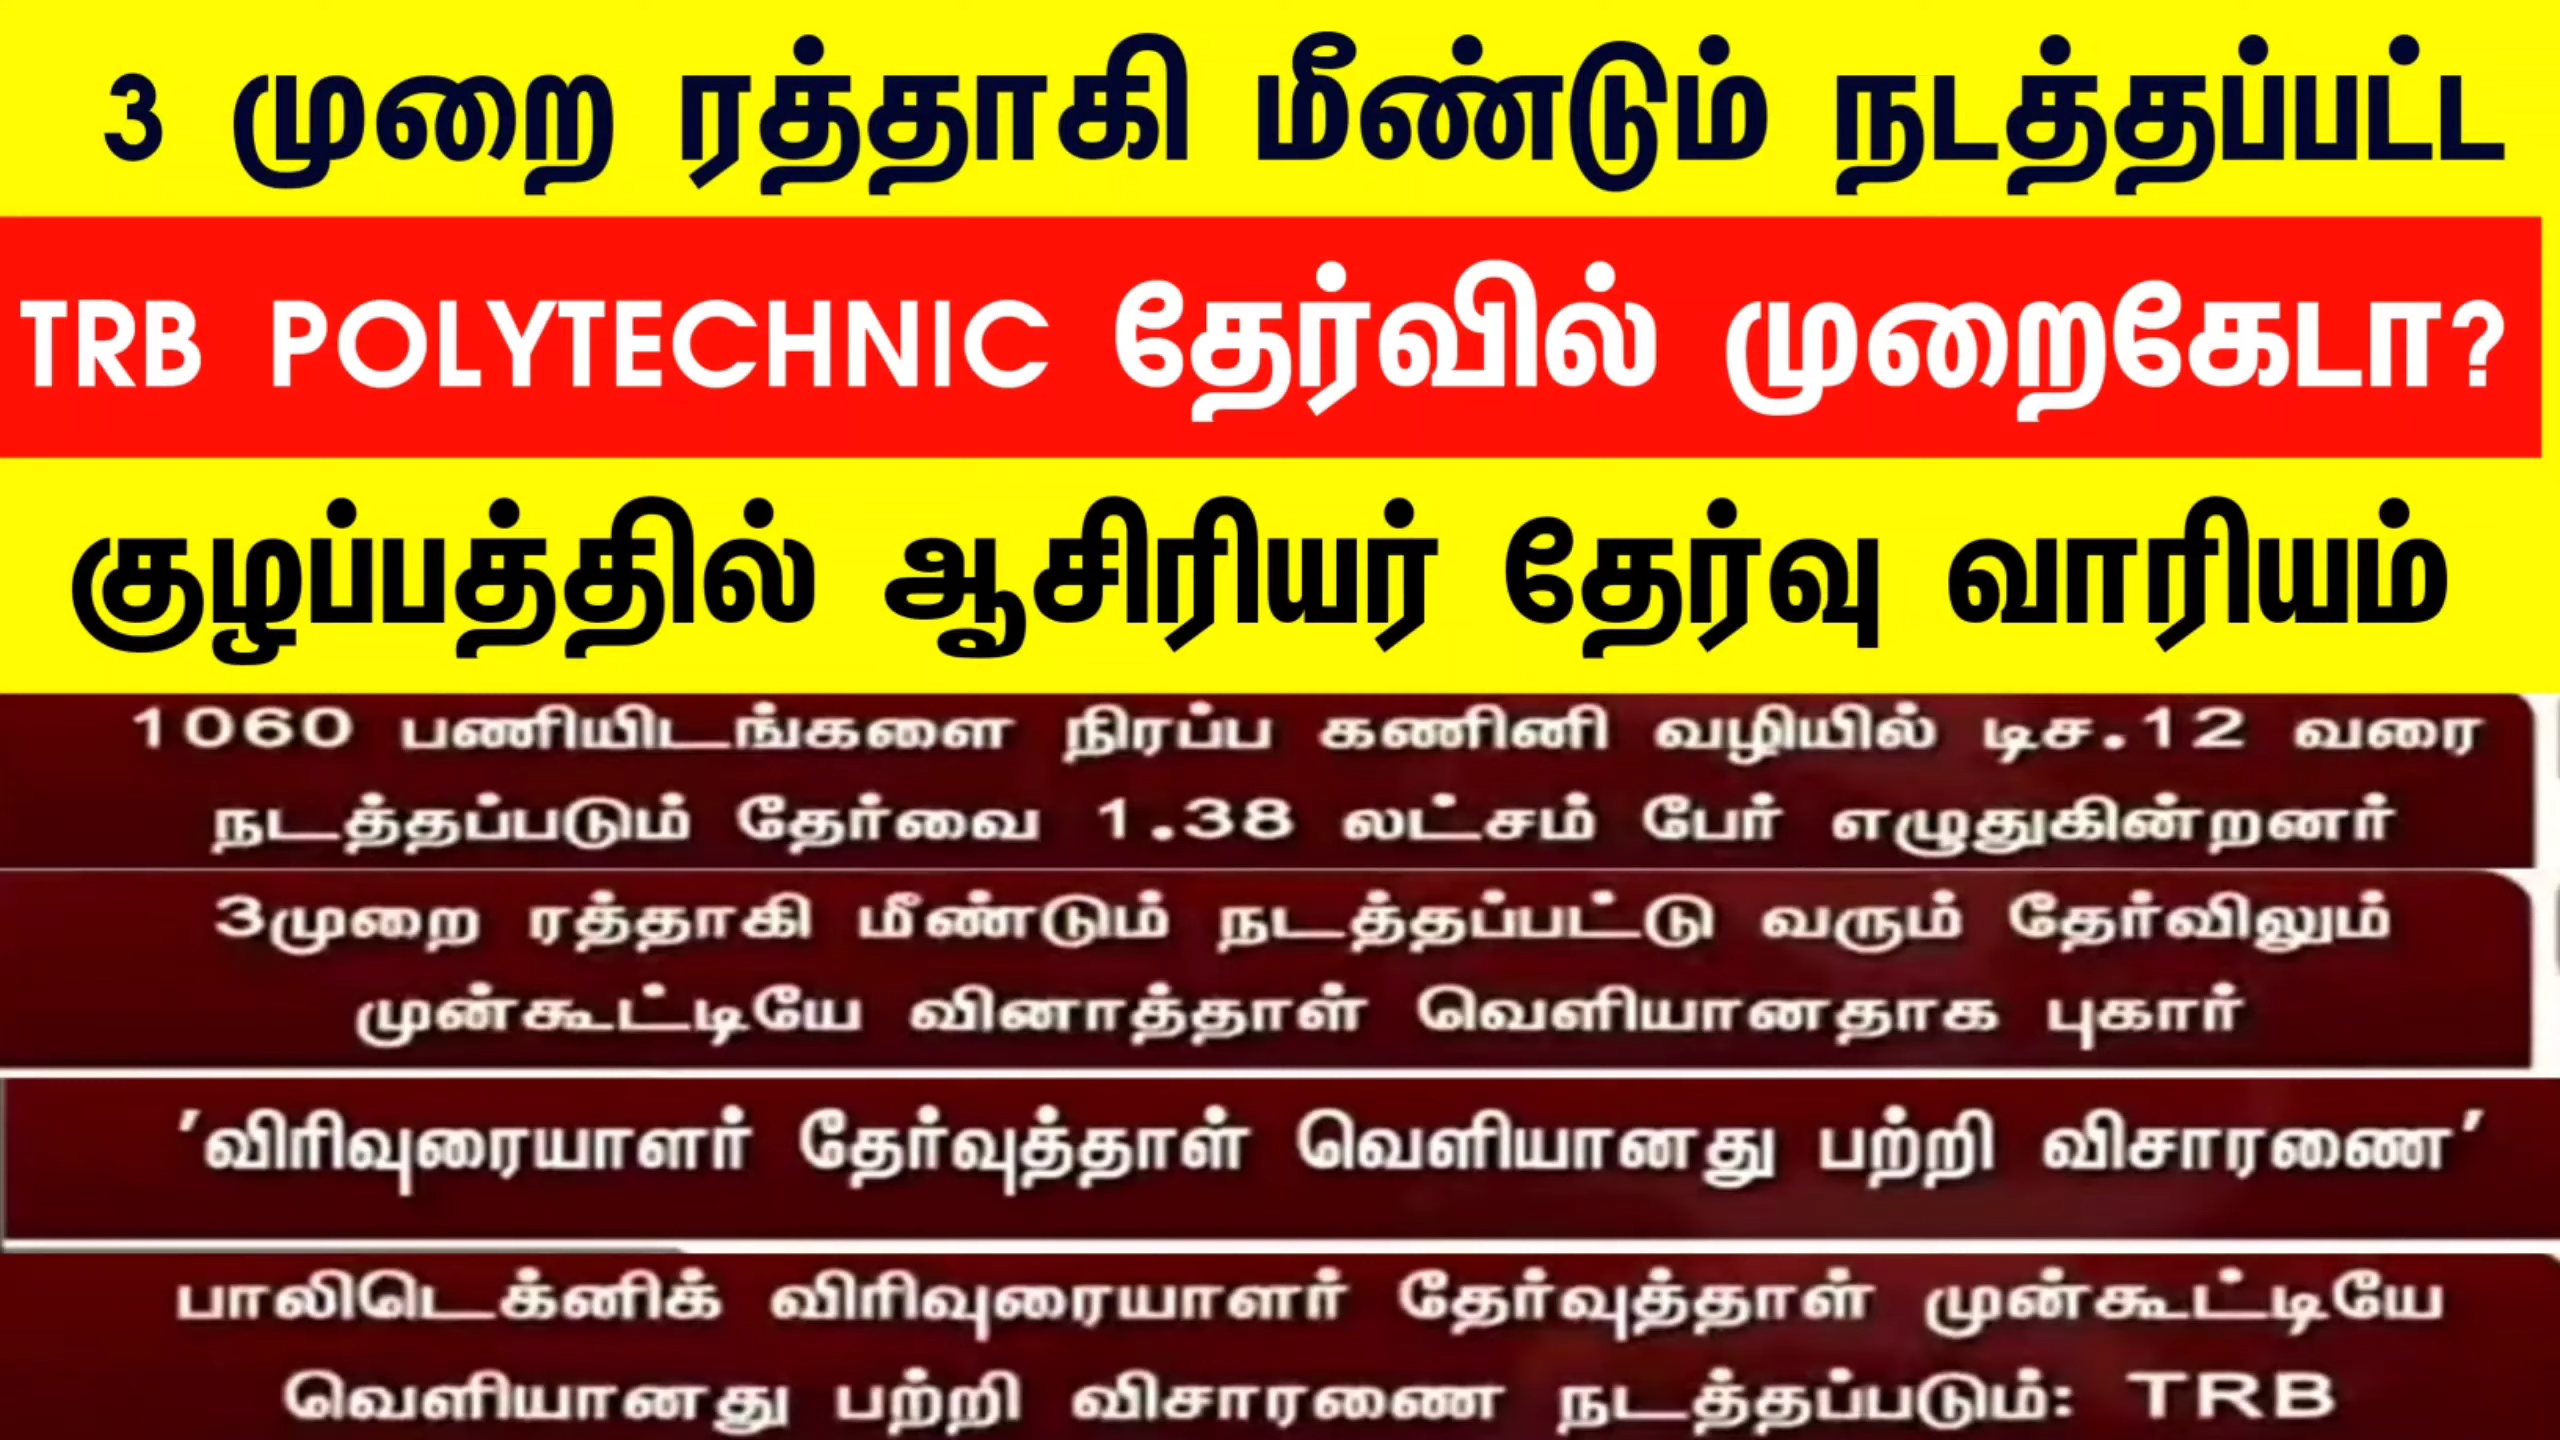 3 முறை ரத்தாகி மீண்டும் நடத்தப்பட்ட
TRB POLYTECHNIC தேர்வில் முறைகேடா?
குழப்பத்தில் ஆசிரியர் தேர்வு வாரியம்
1060 பணியிடங்களை நிரப்ப கணினி வழியில் டிச.12 வரை
நடத்தப்படும் தேர்வை 1.38 லட்சம் பேர் எழுதுகின்றனர்
3முறை ரத்தாகி மீண்டும் நடத்தப்பட்டு வரும் தேர்விலும்
முன்கூட்டியே வினாத்தாள் வெளியானதாக புகார்
'விரிவுரையாளர் தேர்வுத்தாள் வெளியானது பற்றி விசாரணை'
பாலிடெக்னிக் விரிவுரையாளர் தேர்வுத்தாள் முன்கூட்டியே
வெளியானது பற்றி விசாரணை நடத்தப்படும்: TRB